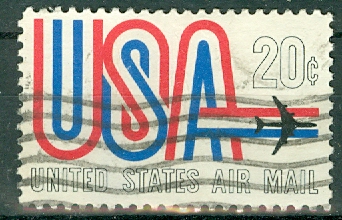 USA
20¢
UNITED STATES AIR MAIL